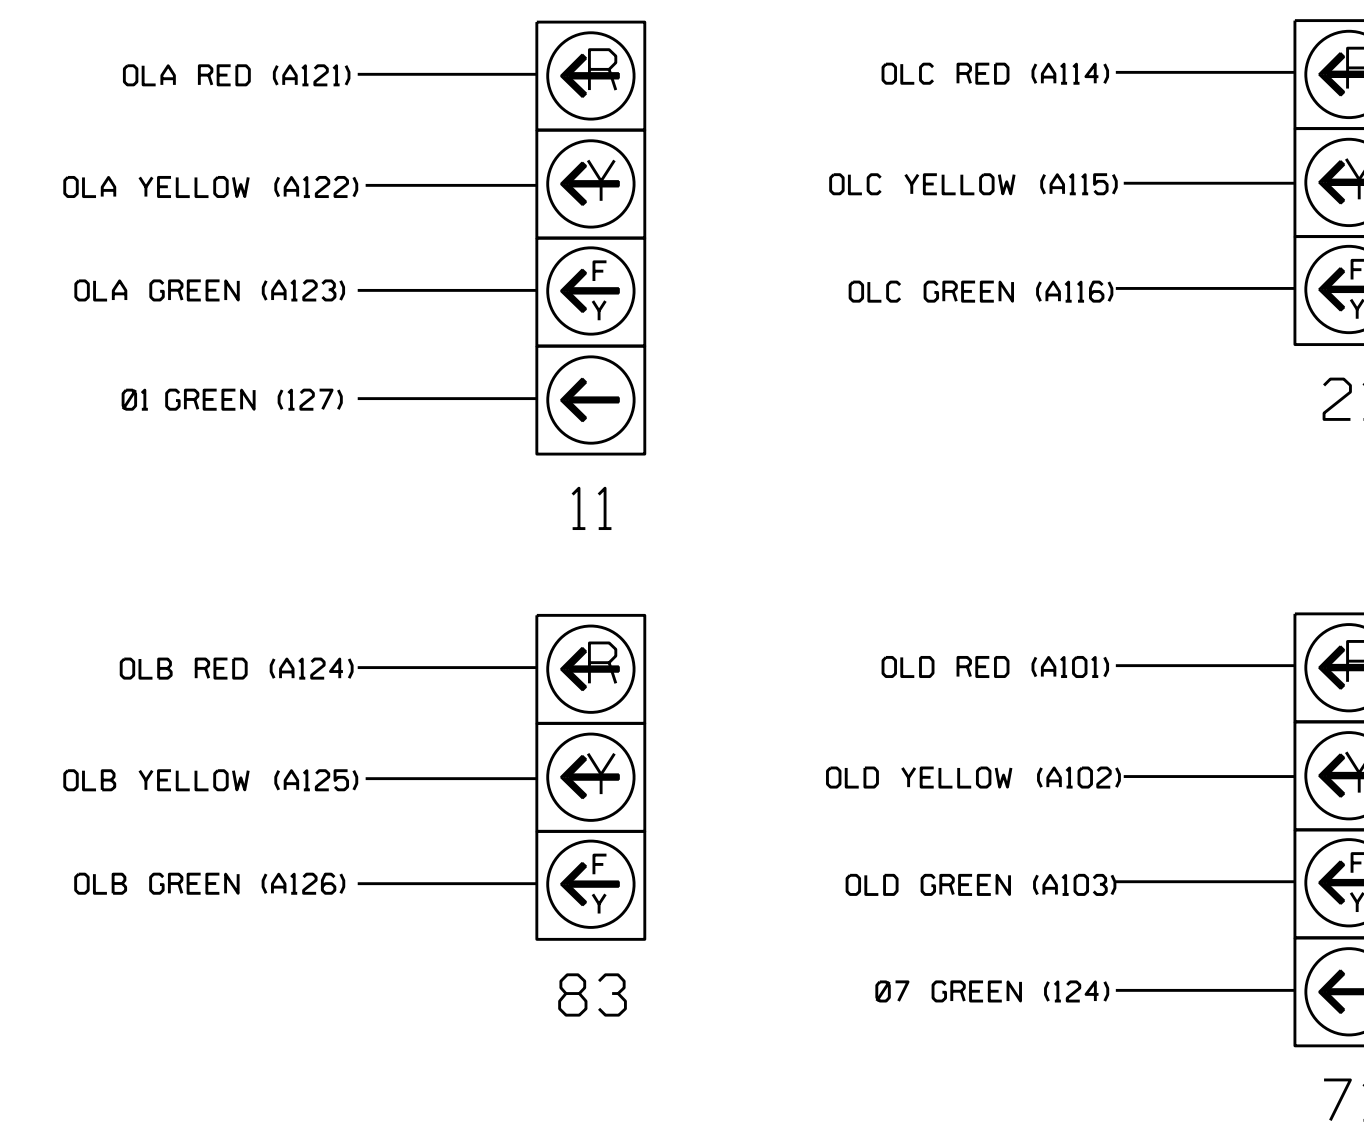 OLA RED (A121)
R
OLA YELLOW (A122)
Y
OLA GREEN (A123)
F
Y
Ø1 GREEN (127)
11
OLC RED (A114)
OLC YELLOW (A115)
OLC GREEN (A116)
F
Y
2
OLB RED (A124)
R
OLB YELLOW (A125)
Y
OLB GREEN (A126)
F
Y
83
OLD RED (A101)
OLD YELLOW (A102)
OLD GREEN (A103)
F
Y
Ø7 GREEN (124)
7